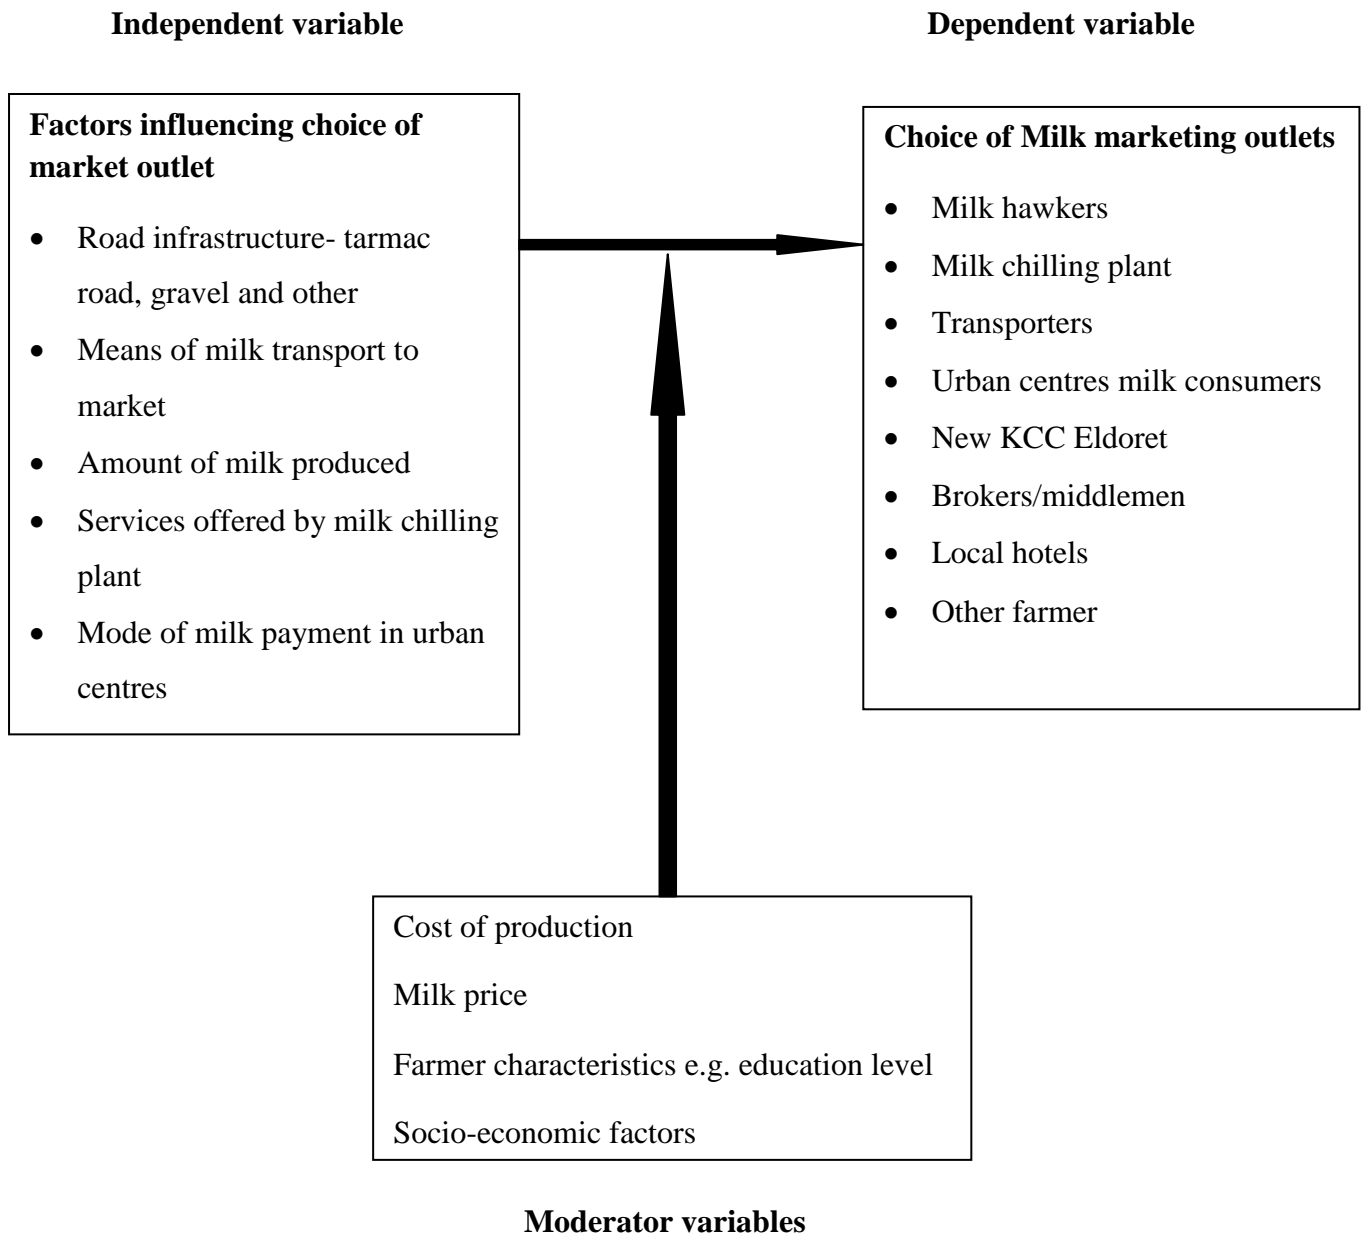 Independent variable
Dependent variable
Factors influencing choice of
market outlet
• Road infrastructure- tarmac
road, gravel and other
• Means of milk transport to
market
• Amount of milk produced
• Services offered by milk chilling
plant
• Mode of milk payment in urban
centres
Choice of Milk marketing outlets
• Milk hawkers
• Milk chilling plant
• Transporters
• Urban centres milk consumers
• New KCC Eldoret
• Brokers/middlemen
• Local hotels
• Other farmer
Cost of production
Milk price
Farmer characteristics e.g. education level
Socio-economic factors
Moderator variables